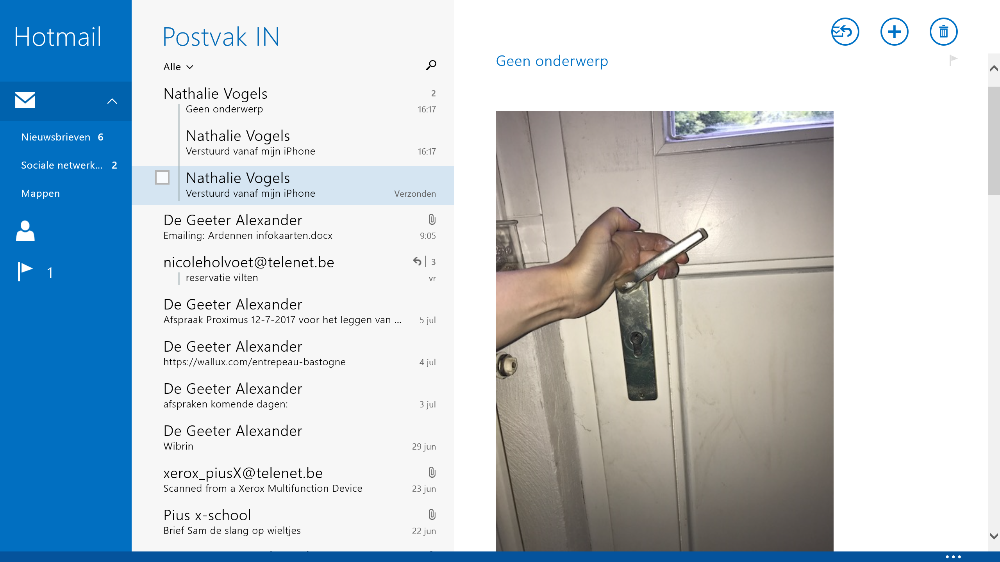 Hotmail
Nieuwsbrieven 6
Sociale netwerk... 2
Mappen
1
Postvak IN
Alle
Nathalie Vogels 2
Geen onderwerp 16:17
Nathalie Vogels
Verstuurd vanaf mijn iPhone 16:17
Nathalie Vogels
Verstuurd vanaf mijn iPhone Verzonden
De Geeter Alexander
Emailing: Ardennen infokaarten.docx 9:05
nicoleholvoet@telenet.be 3
reservatie vilten vr
De Geeter Alexander
Afspraak Proximus 12-7-2017 voor het leggen van ... 5 jul
De Geeter Alexander
https://wallux.com/entrepeau-bastogne 4 jul
De Geeter Alexander
afspraken komende dagen: 3 jul
De Geeter Alexander
Wibrin 29 jun
xerox_piusX@telenet.be
Scanned from a Xerox Multifunction Device 23 jun
Pius x-school
Brief Sam de slang op wieltjes 22 jun
Geen onderwerp